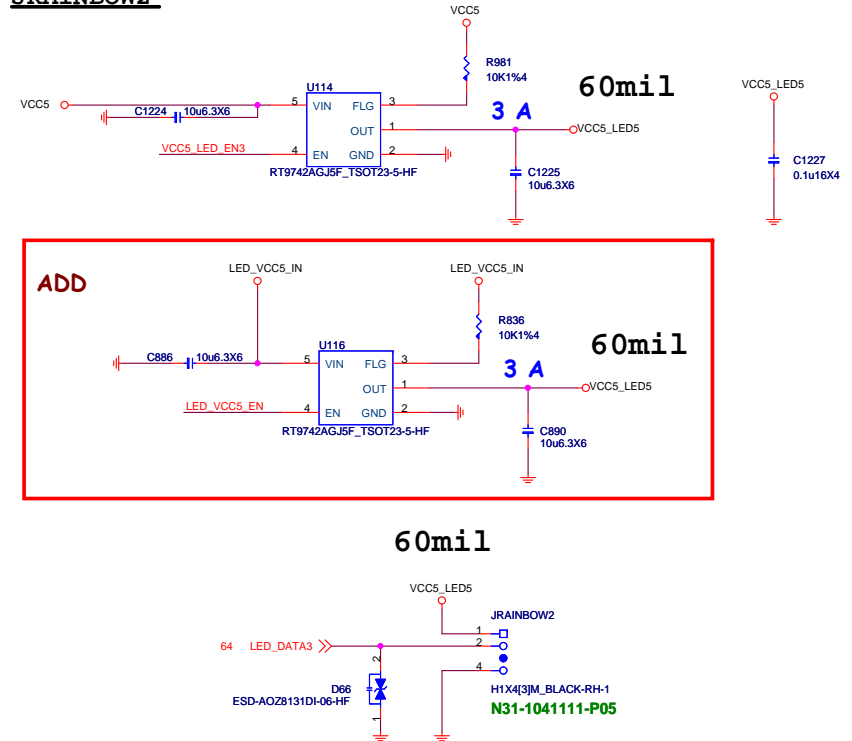 JRAINBOW2
VCC5
R981
10K1%4
60mil
VCC5_LED5
U114
VCC5
C1224
10u6.3X6
5
VIN
FLG
3
3 A
OUT
1
VCC5_LED5
VCC5_LED_EN3
4
EN
GND
2
RT9742AGJ5F_TSOT23-5-HF
C1225
10u6.3X6
C1227
0.1u16X4
ADD
LED_VCC5_IN
LED_VCC5_IN
R836
10K1%4
60mil
U116
C886
10u6.3X6
5
VIN
FLG
3
3 A
OUT
1
VCC5_LED5
LED_VCC5_EN
4
EN
GND
2
RT9742AGJ5F_TSOT23-5-HF
C890
10u6.3X6
60mil
VCC5_LED5
JRAINBOW2
1
64
LED_DATA3
2
2
4
D66
ESD-AOZ8131DI-06-HF
1
H1X4[3]M_BLACK-RH-1
N31-1041111-P05